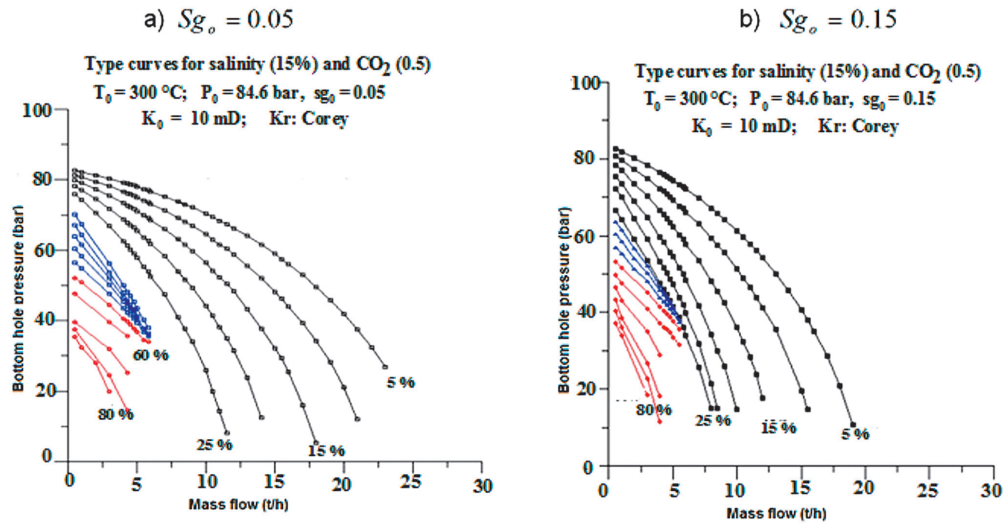 a) Sg₀ = 0.05
Type curves for salinity (15%) and CO₂ (0.5)
T₀ = 300 °C; P₀ = 84.6 bar, sg₀ = 0.05
K₀ = 10 mD; Kr: Corey
100
80
60
40
20
0
Bottom hole pressure (bar)
60 %
80 %
25 %
15 %
5 %
0 5 10 15 20 25 30
Mass flow (t/h)
b) Sg₀ = 0.15
Type curves for salinity (15%) and CO₂ (0.5)
T₀ = 300 °C; P₀ = 84.6 bar, sg₀ = 0.15
K₀ = 10 mD; Kr: Corey
100
80
60
40
20
0
Bottom hole pressure (bar)
80 %
25 %
15 %
5 %
0 5 10 15 20 25 30
Mass flow (t/h)